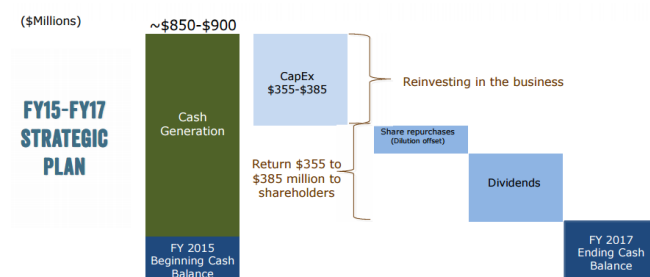 ($Millions)
~$850-$900
FY15-FY17
STRATEGIC
PLAN
Cash
Generation
CapEx
$355-$385
Reinvesting in the business
Share repurchases
(Dilution offset)
Return $355 to
$385 million to
shareholders
Dividends
FY 2015
Beginning Cash
Balance
FY 2017
Ending Cash
Balance